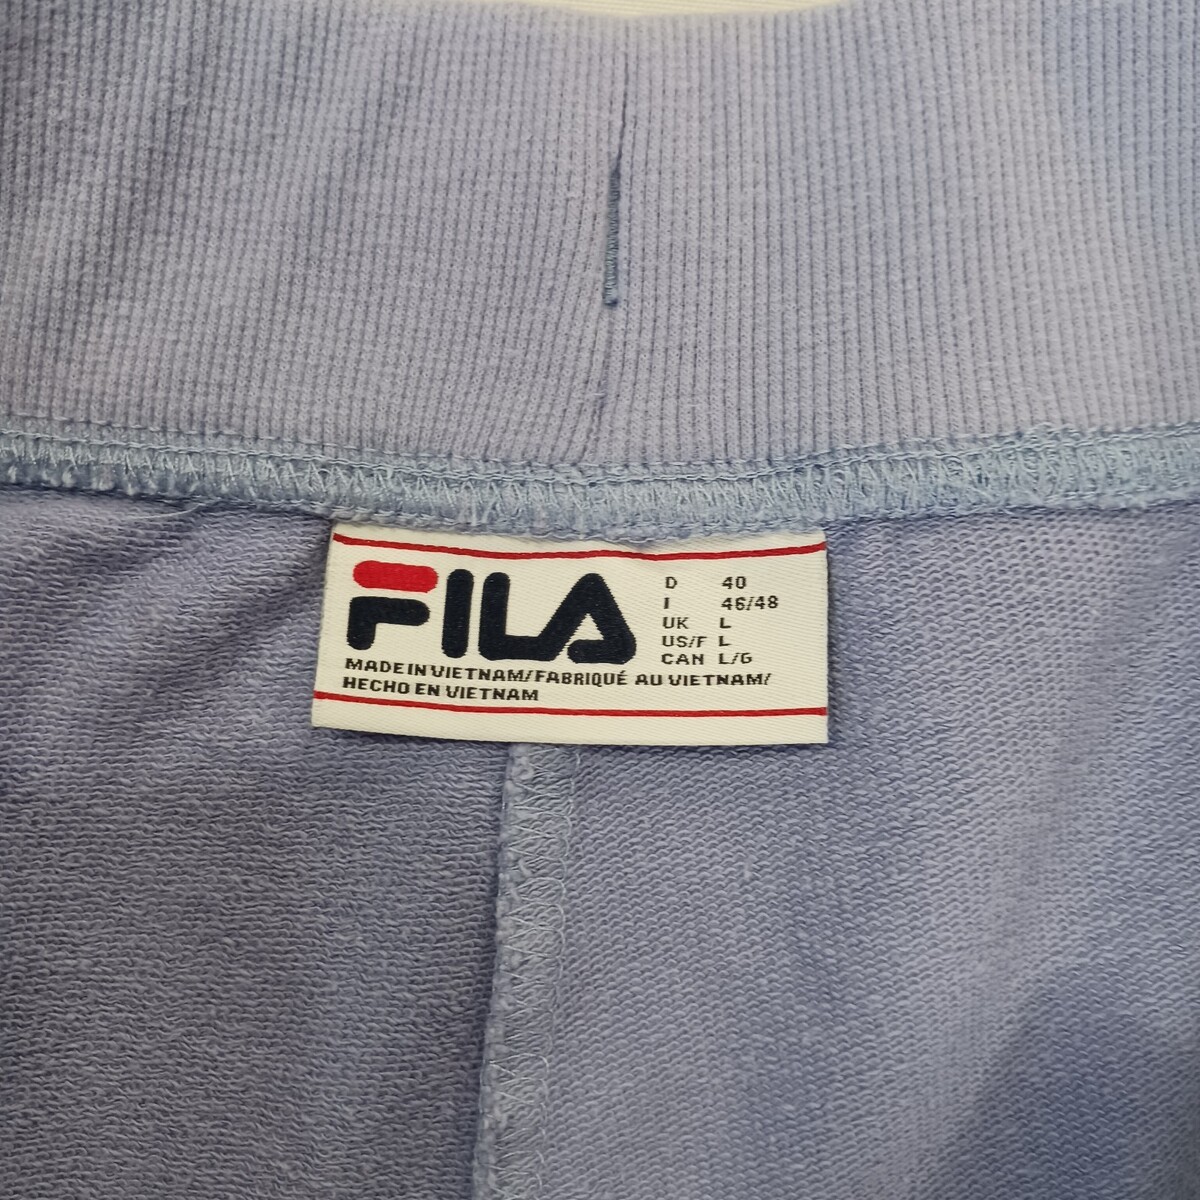 FILA
D 40
I 46/48
UK L
US/F L
CAN L/G
MADE IN VIETNAM/FABRIQUÉ AU VIETNAM/
HECHO EN VIETNAM